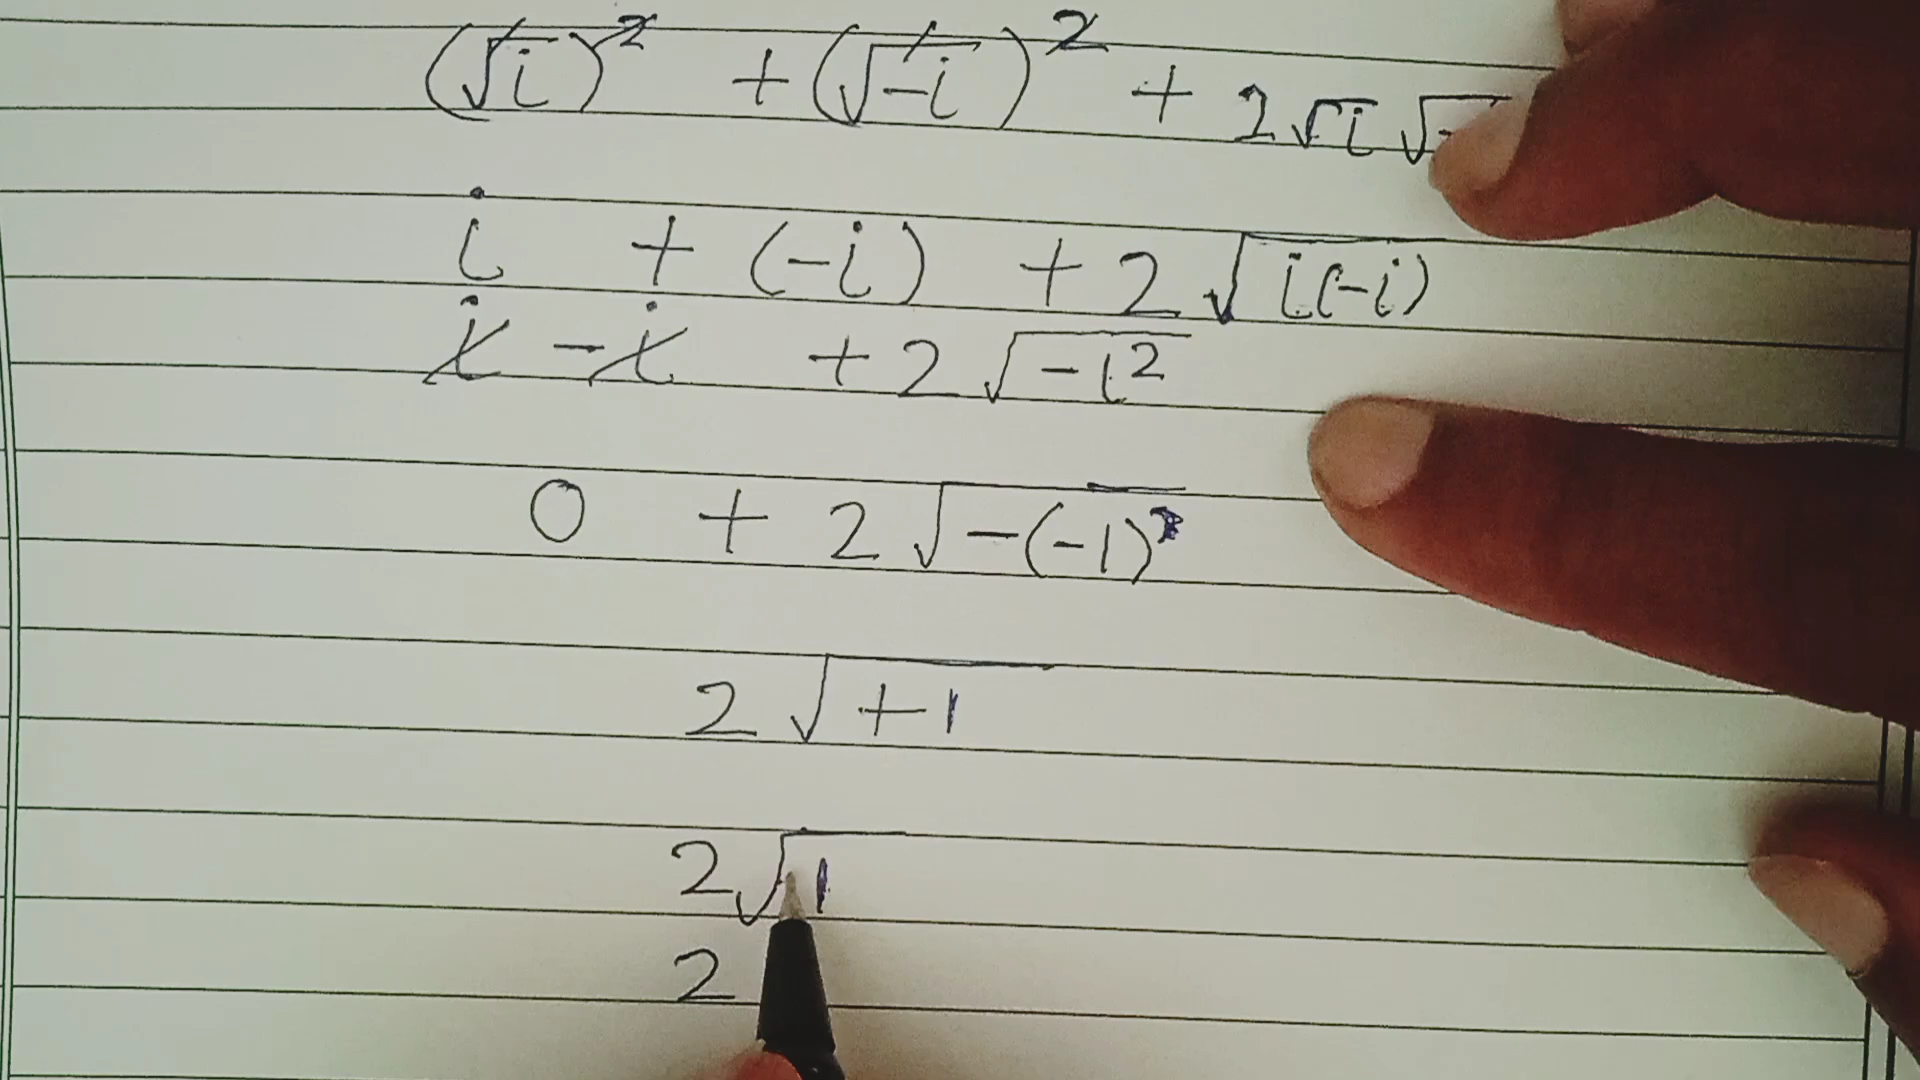 (√i)² + (√-i)² + 2√i√-
i + (-i) + 2√i(-i)
i - i + 2√-i²
0 + 2√-(-1)
2√+1
2√1
2